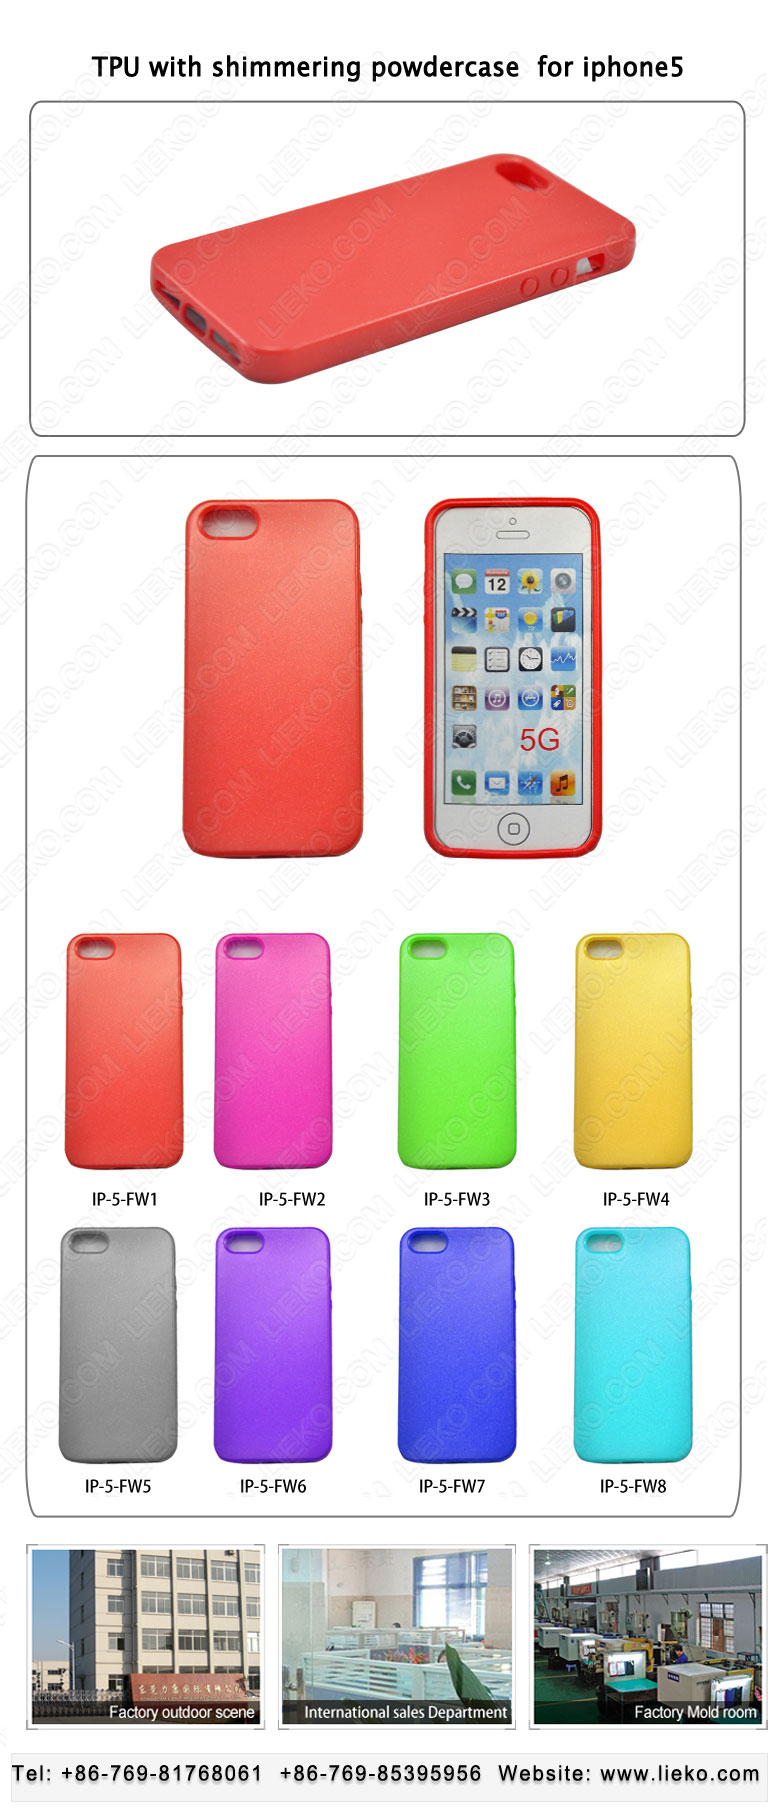 TPU with shimmering powdercase for iphone5
12
5G
IP-5-FW1 IP-5-FW2 IP-5-FW3 IP-5-FW4
IP-5-FW5 IP-5-FW6 IP-5-FW7 IP-5-FW8
Factory outdoor scene International sales Department Factory Mold room
Tel: +86-769-81768061 +86-769-85395956 Website: www.lieko.com
LIEKO.COM